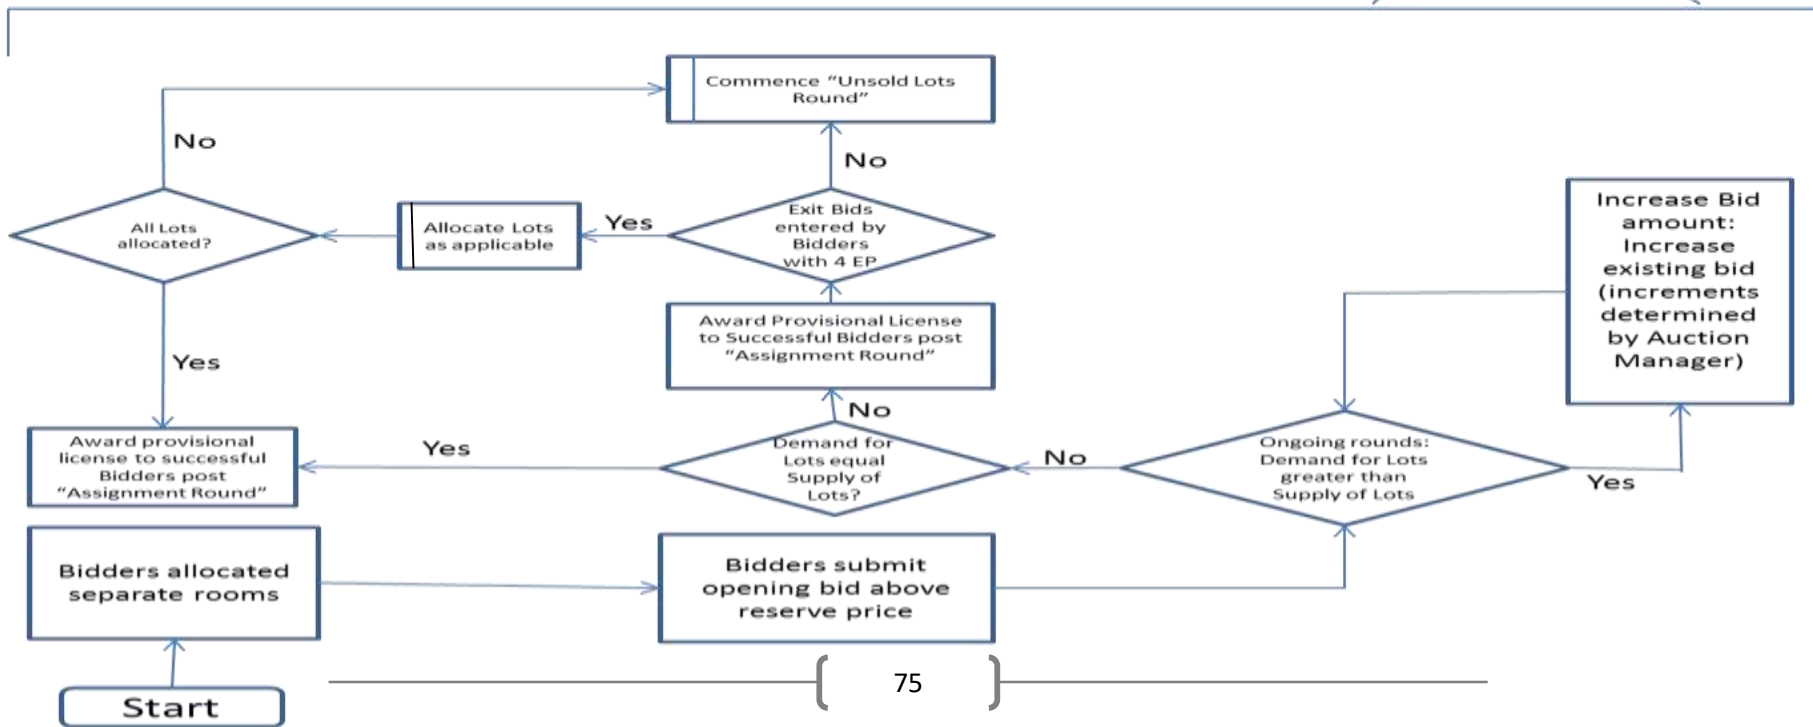 Commence “Unsold Lots
Round”
No
No
All Lots
allocated?
Allocate Lots
as applicable
Yes
Exit Bids
entered by
Bidders
with 4 EP
Increase Bid
amount:
Increase
existing bid
(increments
determined
by Auction
Manager)
Award Provisional License
to Successful Bidders post
“Assignment Round”
Yes
No
Award provisional
license to successful
Bidders post
“Assignment Round”
Yes
Demand for
Lots equal
Supply of
Lots?
No
Ongoing rounds:
Demand for Lots
greater than
Supply of Lots
Yes
Bidders allocated
separate rooms
Bidders submit
opening bid above
reserve price
Start
75